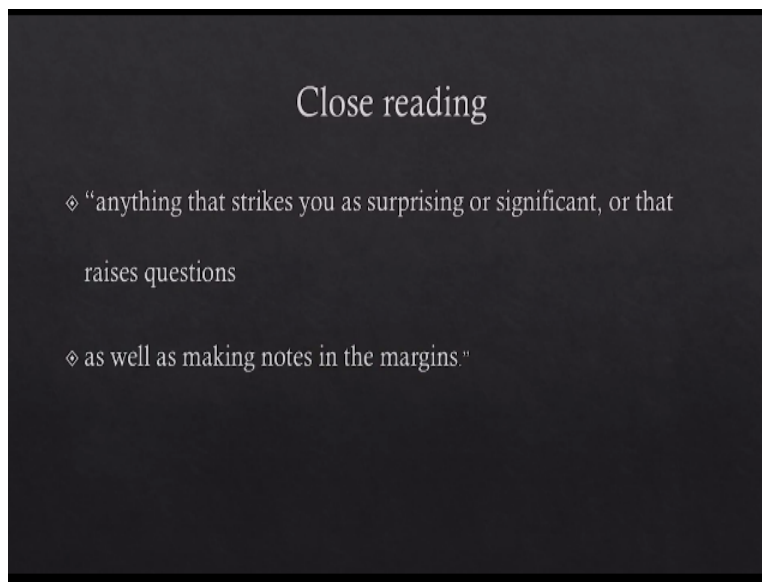 Close reading
“anything that strikes you as surprising or significant, or that
raises questions
as well as making notes in the margins.”